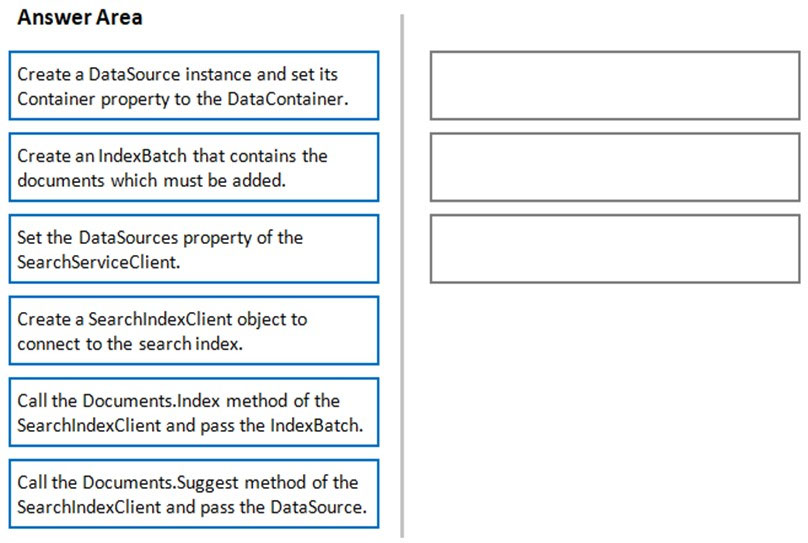 Answer Area
Create a DataSource instance and set its
Container property to the DataContainer.
Create an IndexBatch that contains the
documents which must be added.
Set the DataSources property of the
SearchServiceClient.
Create a SearchIndexClient object to
connect to the search index.
Call the Documents.Index method of the
SearchIndexClient and pass the IndexBatch.
Call the Documents.Suggest method of the
SearchIndexClient and pass the DataSource.